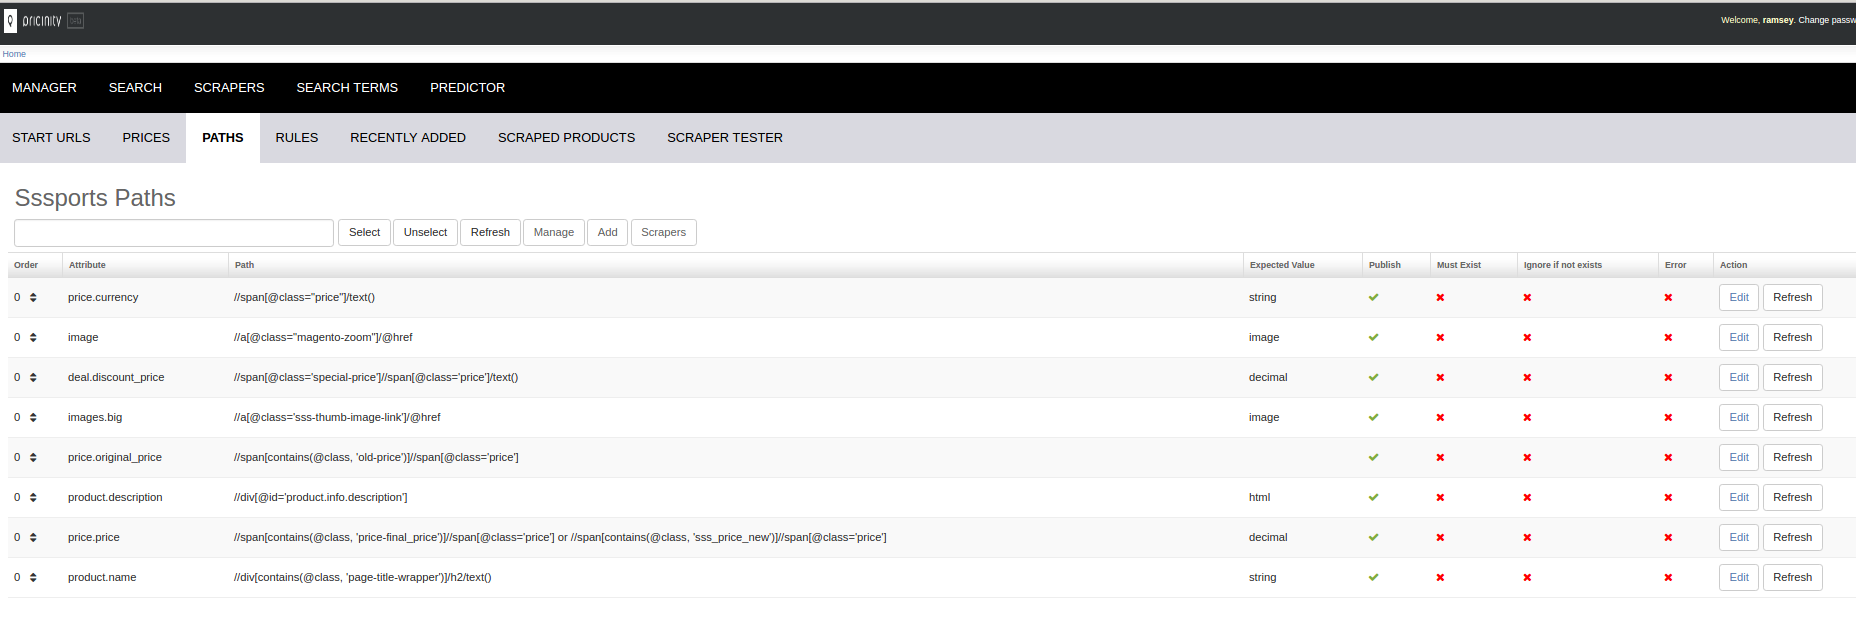 pricinity beta
Welcome, ramsey. Change passw
Home
MANAGER SEARCH SCRAPERS SEARCH TERMS PREDICTOR
START URLS PRICES PATHS RULES RECENTLY ADDED SCRAPED PRODUCTS SCRAPER TESTER
Sssports Paths
Select Unselect Refresh Manage Add Scrapers
Order Attribute Path Expected Value Publish Must Exist Ignore if not exists Error Action
0 price.currency //span[@class="price"]/text() string Edit Refresh
0 image //a[@class="magento-zoom"]/@href image Edit Refresh
0 deal.discount_price //span[@class='special-price']//span[@class='price']/text() decimal Edit Refresh
0 images.big //a[@class='sss-thumb-image-link']/@href image Edit Refresh
0 price.original_price //span[contains(@class, 'old-price')]//span[@class='price'] Edit Refresh
0 product.description //div[@id='product.info.description'] html Edit Refresh
0 price.price //span[contains(@class, 'price-final_price')]//span[@class='price'] or //span[contains(@class, 'sss_price_new')]//span[@class='price'] decimal Edit Refresh
0 product.name //div[contains(@class, 'page-title-wrapper')]/h2/text() string Edit Refresh